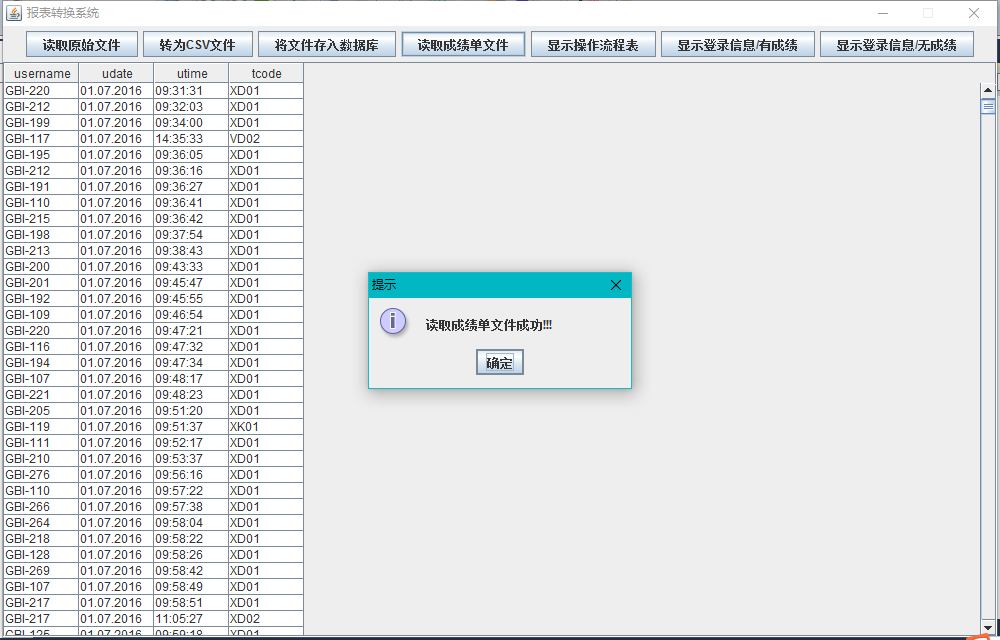 报表转换系统
读取原始文件 转为CSV文件 将文件存入数据库 读取成绩单文件 显示操作流程表 显示登录信息/有成绩 显示登录信息/无成绩
username udate utime tcode
GBI-220 01.07.2016 09:31:31 XD01
GBI-212 01.07.2016 09:32:03 XD01
GBI-199 01.07.2016 09:34:00 XD01
GBI-117 01.07.2016 14:35:33 VD02
GBI-195 01.07.2016 09:36:05 XD01
GBI-212 01.07.2016 09:36:16 XD01
GBI-191 01.07.2016 09:36:27 XD01
GBI-110 01.07.2016 09:36:41 XD01
GBI-215 01.07.2016 09:36:42 XD01
GBI-198 01.07.2016 09:37:54 XD01
GBI-213 01.07.2016 09:38:43 XD01
GBI-200 01.07.2016 09:43:33 XD01
GBI-201 01.07.2016 09:45:47 XD01
GBI-192 01.07.2016 09:45:55 XD01
GBI-109 01.07.2016 09:46:54 XD01
GBI-220 01.07.2016 09:47:21 XD01
GBI-116 01.07.2016 09:47:32 XD01
GBI-194 01.07.2016 09:47:34 XD01
GBI-107 01.07.2016 09:48:17 XD01
GBI-221 01.07.2016 09:48:23 XD01
GBI-205 01.07.2016 09:51:20 XD01
GBI-119 01.07.2016 09:51:37 XK01
GBI-111 01.07.2016 09:52:17 XD01
GBI-210 01.07.2016 09:53:37 XD01
GBI-276 01.07.2016 09:56:16 XD01
GBI-110 01.07.2016 09:57:22 XD01
GBI-266 01.07.2016 09:57:38 XD01
GBI-264 01.07.2016 09:58:04 XD01
GBI-218 01.07.2016 09:58:22 XD01
GBI-128 01.07.2016 09:58:26 XD01
GBI-269 01.07.2016 09:58:42 XD01
GBI-107 01.07.2016 09:58:49 XD01
GBI-217 01.07.2016 09:58:51 XD01
GBI-217 01.07.2016 11:05:27 XD02
GBI-125 01.07.2016 09:59:18 XD01
提示
读取成绩单文件成功!!!
确定